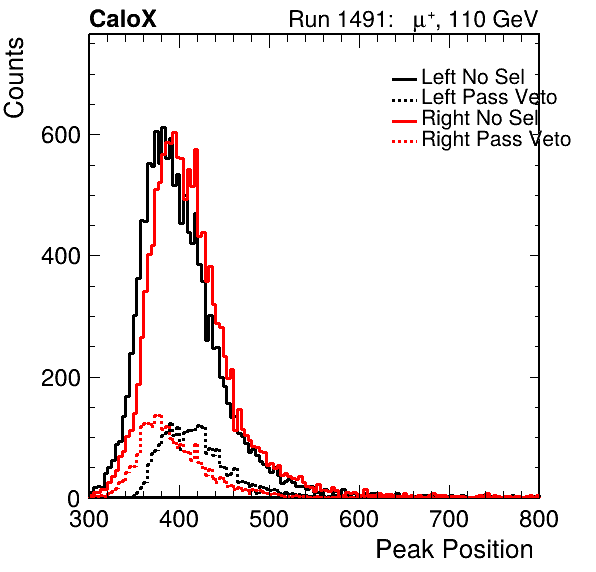 CaloX Run 1491: μ⁺, 110 GeV
Counts
Left No Sel
Left Pass Veto
Right No Sel
Right Pass Veto
600
400
200
0
300 400 500 600 700 800
Peak Position